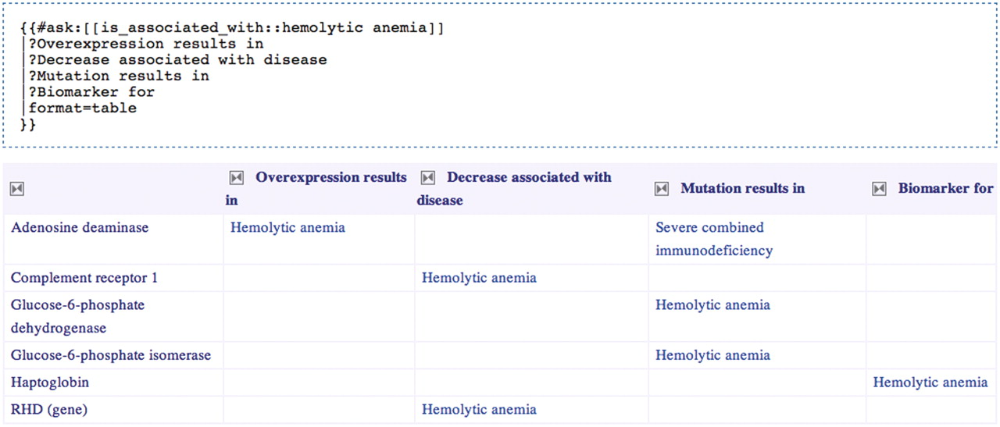 {{#ask:[[is_associated_with::hemolytic anemia]]
|?Overexpression results in
|?Decrease associated with disease
|?Mutation results in
|?Biomarker for
|format=table
}}
Overexpression results in
Decrease associated with disease
Mutation results in
Biomarker for
Adenosine deaminase
Hemolytic anemia
Severe combined
immunodeficiency
Complement receptor 1
Hemolytic anemia
Glucose-6-phosphate
dehydrogenase
Hemolytic anemia
Glucose-6-phosphate isomerase
Hemolytic anemia
Haptoglobin
Hemolytic anemia
RHD (gene)
Hemolytic anemia